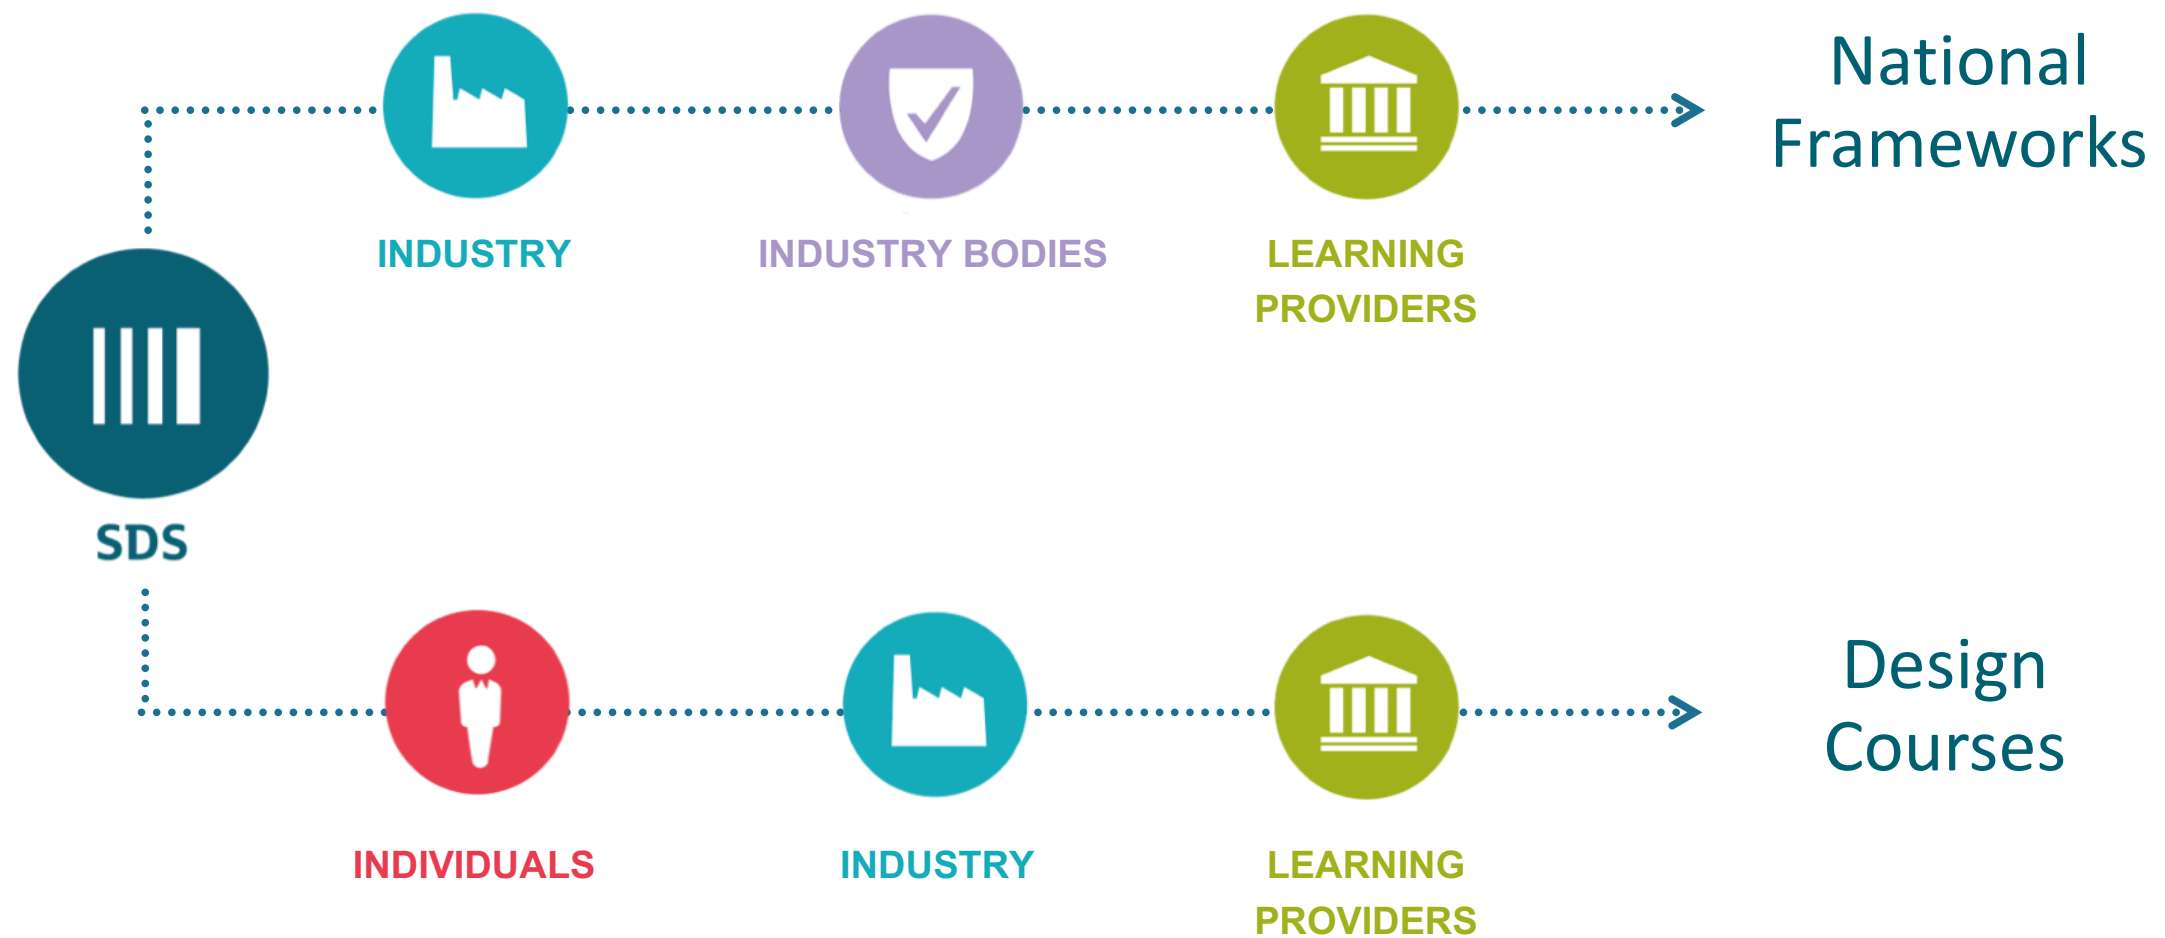 National
Frameworks
INDUSTRY
INDUSTRY BODIES
LEARNING
PROVIDERS
SDS
Design
Courses
INDIVIDUALS
INDUSTRY
LEARNING
PROVIDERS